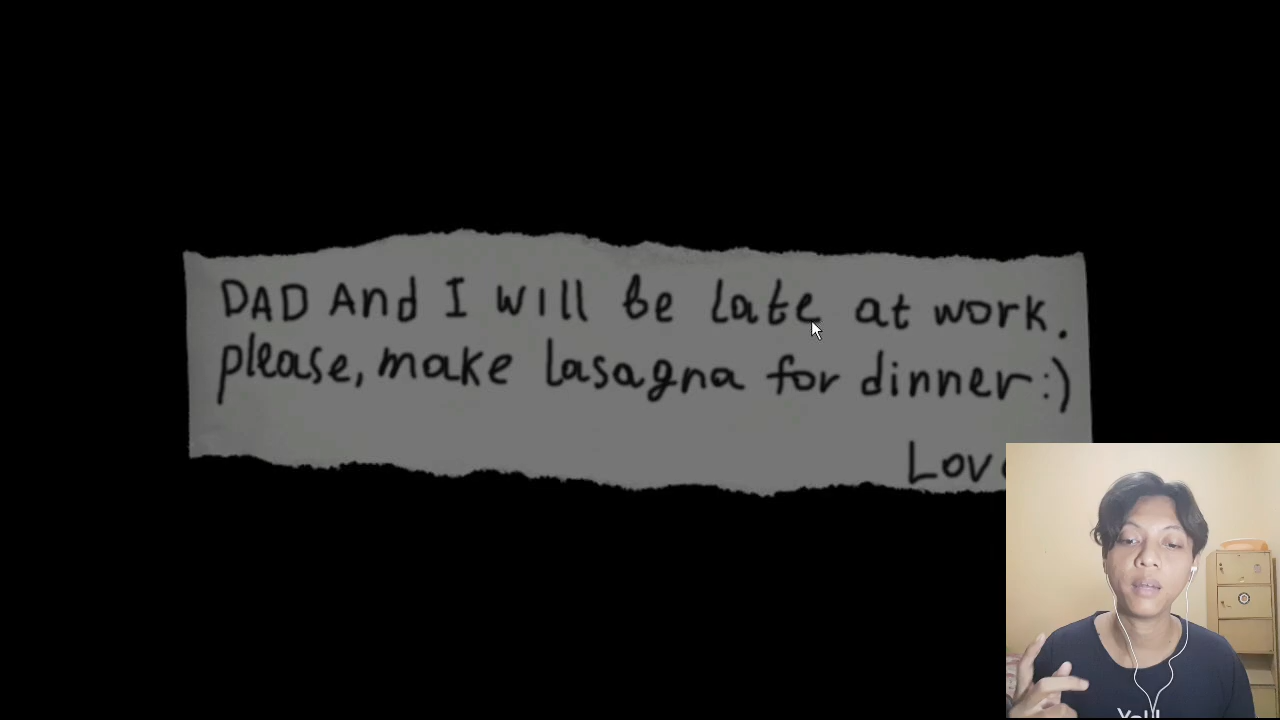 DAD And I will be late at work.
please, make lasagna for dinner:)